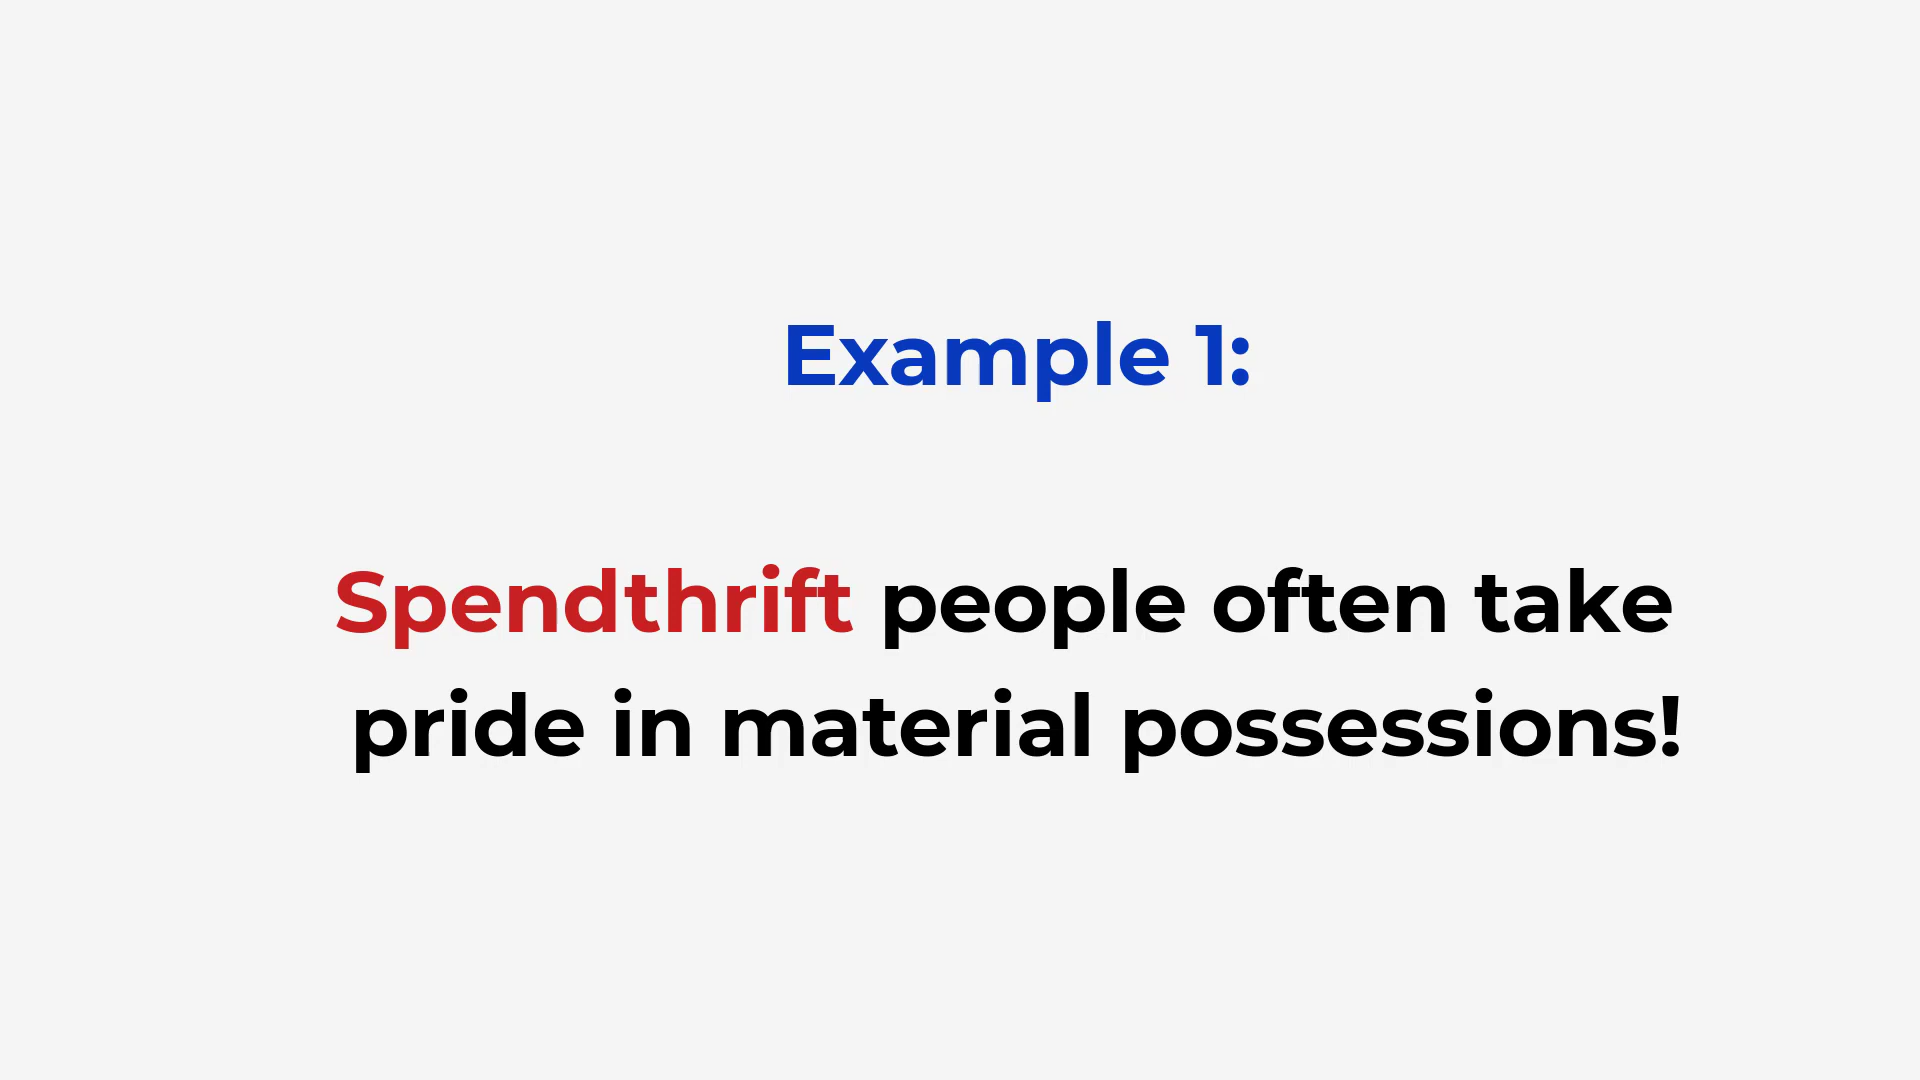 Example 1:
Spendthrift people often take
pride in material possessions!